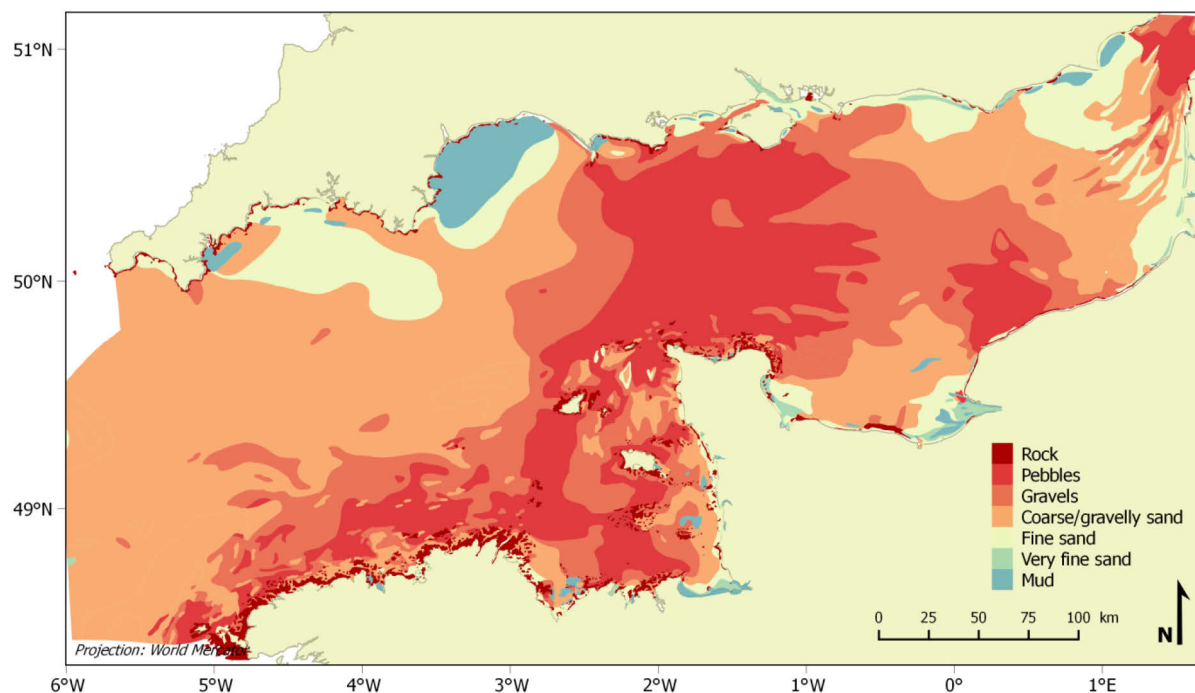 51°N
50°N
49°N
Rock
Pebbles
Gravels
Coarse/gravelly sand
Fine sand
Very fine sand
Mud
0 25 50 75 100 km
N
Projection: World Mercator
6°W 5°W 4°W 3°W 2°W 1°W 0° 1°E